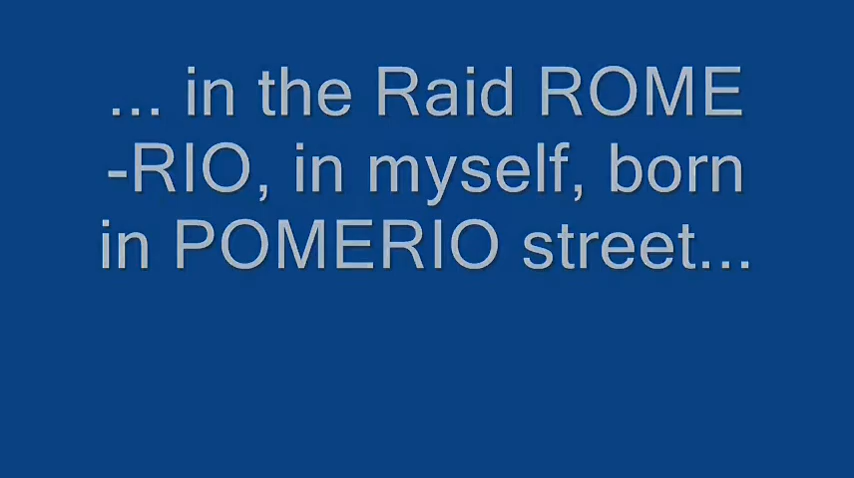 ... in the Raid ROME
-RIO, in myself, born
in POMERIO street...